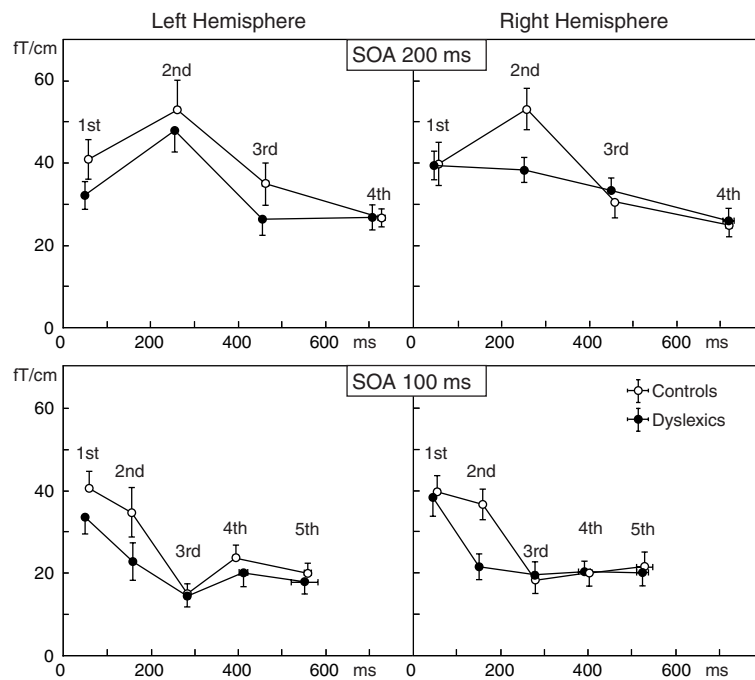 Left Hemisphere Right Hemisphere
fT/cm SOA 200 ms
60
40
20
0
1st 2nd 3rd 4th
1st 2nd 3rd 4th
0 200 400 600 ms 0 200 400 600 ms
fT/cm SOA 100 ms
60
40
20
0
Controls
Dyslexics
1st 2nd 3rd 4th 5th
1st 2nd 3rd 4th 5th
0 200 400 600 ms 0 200 400 600 ms